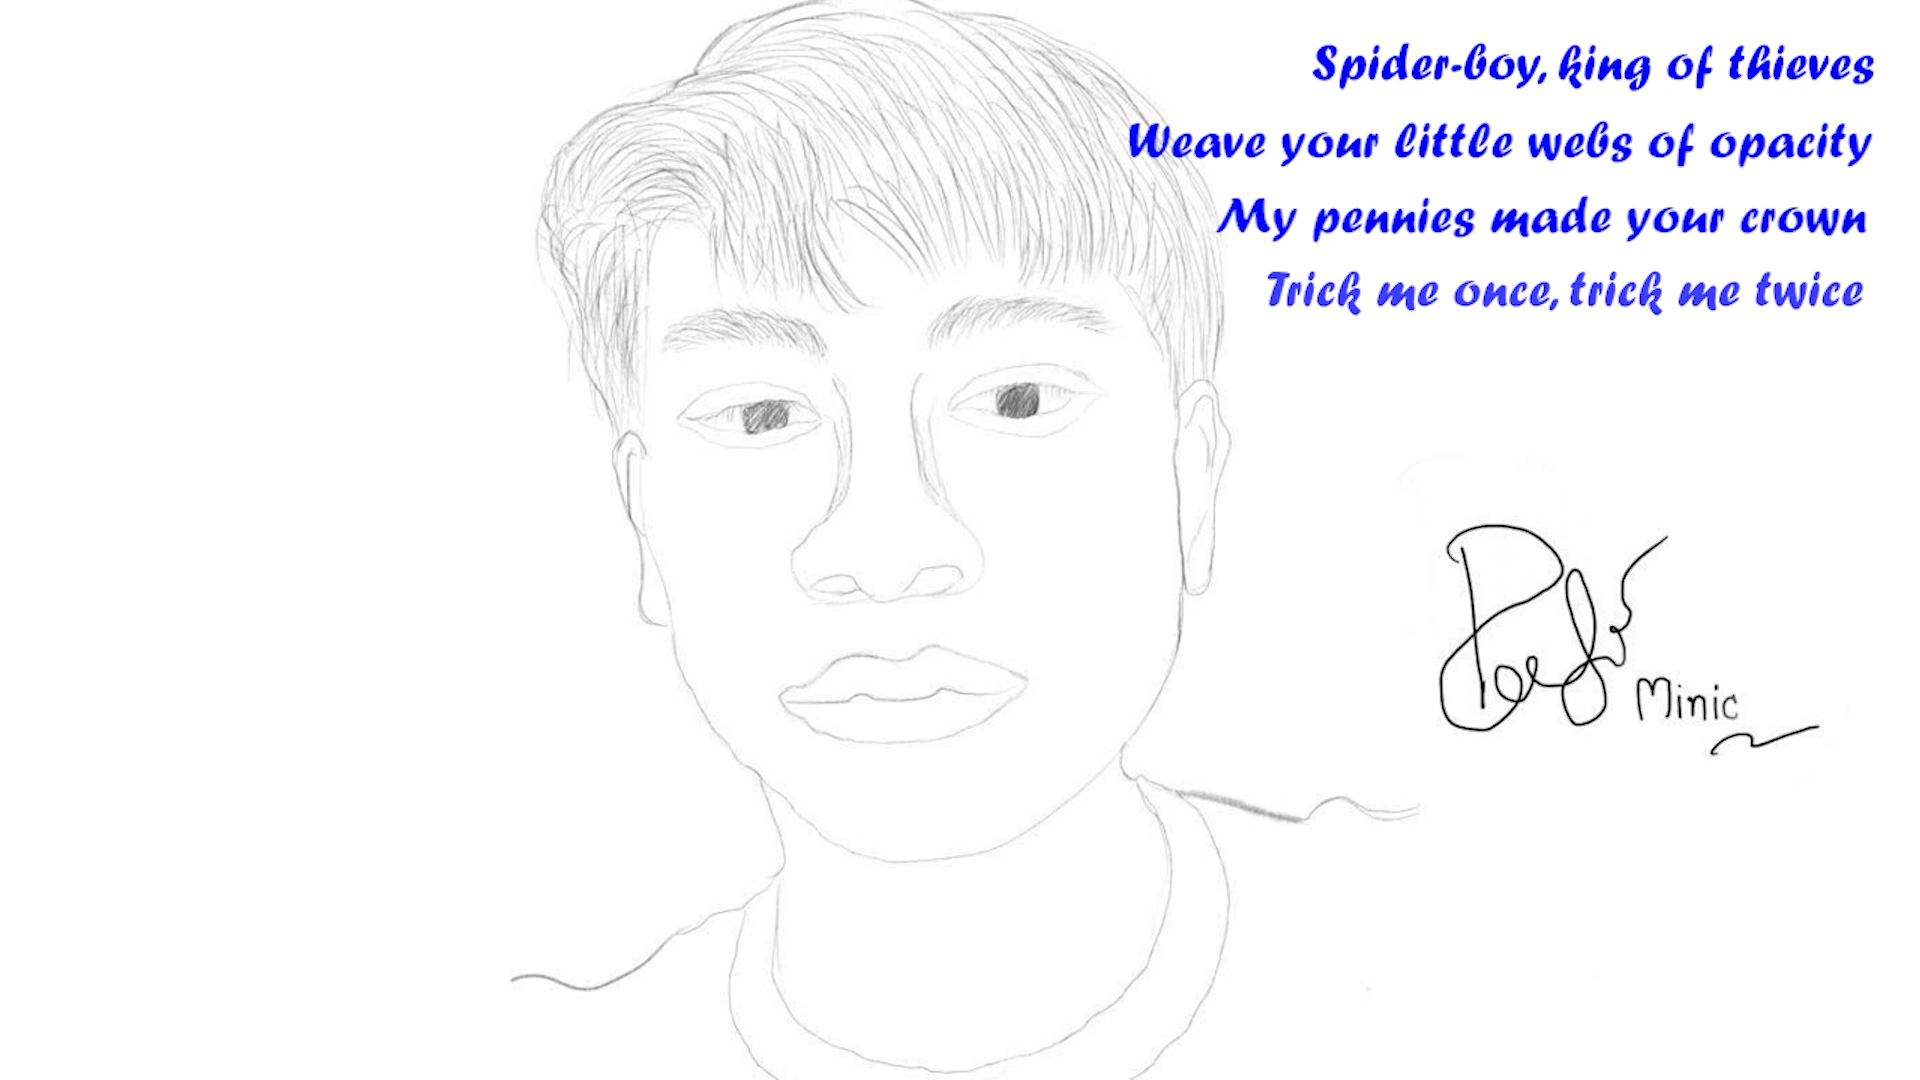 Spider-boy, king of thieves
Weave your little webs of opacity
My pennies made your crown
Trick me once, trick me twice
Minic